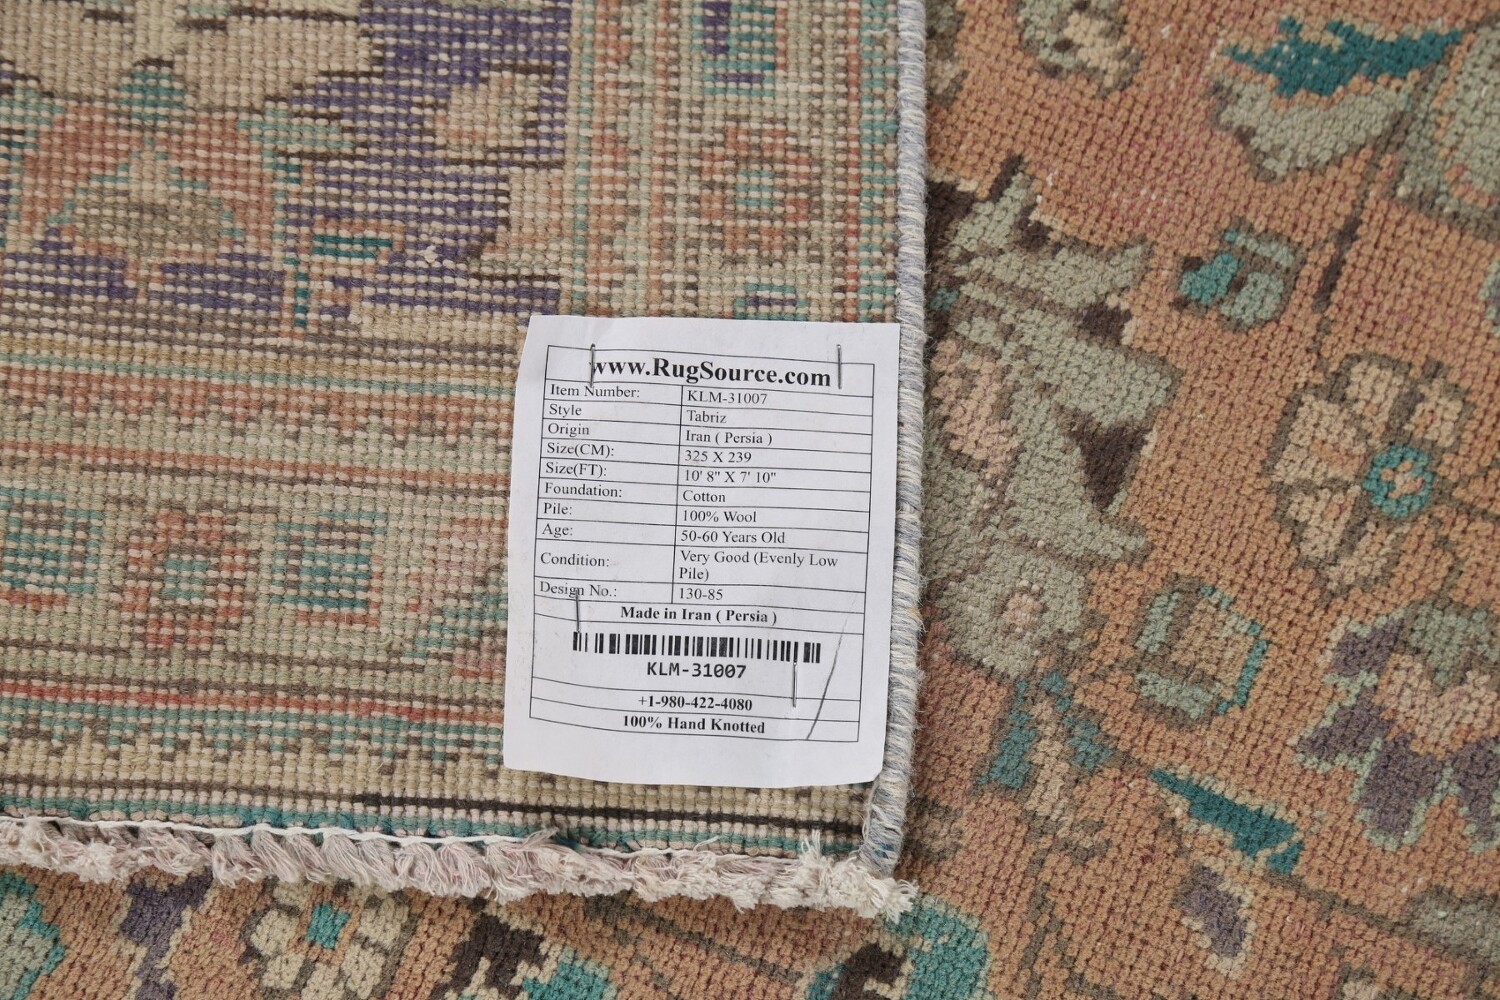 www.RugSource.com
Item Number: KLM-31007
Style Tabriz
Origin Iran ( Persia )
Size(CM): 325 X 239
Size(FT): 10' 8" X 7' 10"
Foundation: Cotton
Pile: 100% Wool
Age: 50-60 Years Old
Condition: Very Good (Evenly Low
Pile)
Design No.: 130-85
Made in Iran ( Persia )
KLM-31007
+1-980-422-4080
100% Hand Knotted